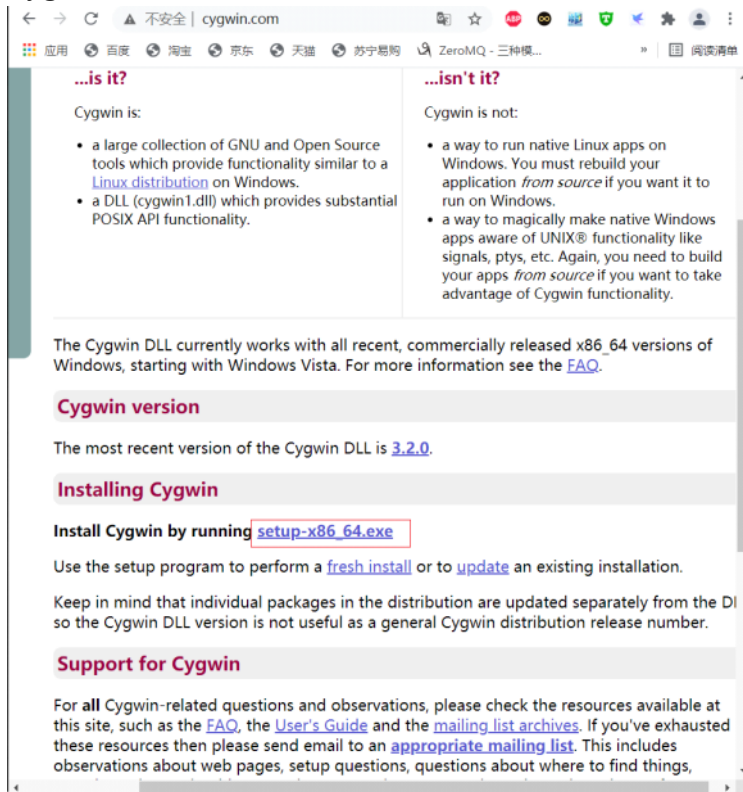 不安全 | cygwin.com
应用 百度 淘宝 京东 天猫 苏宁易购 ZeroMQ - 三种模... » 阅读清单
...is it?
Cygwin is:
• a large collection of GNU and Open Source
tools which provide functionality similar to a
Linux distribution on Windows.
• a DLL (cygwin1.dll) which provides substantial
POSIX API functionality.
...isn't it?
Cygwin is not:
• a way to run native Linux apps on
Windows. You must rebuild your
application from source if you want it to
run on Windows.
• a way to magically make native Windows
apps aware of UNIX® functionality like
signals, ptys, etc. Again, you need to build
your apps from source if you want to take
advantage of Cygwin functionality.
The Cygwin DLL currently works with all recent, commercially released x86_64 versions of
Windows, starting with Windows Vista. For more information see the FAQ.
Cygwin version
The most recent version of the Cygwin DLL is 3.2.0.
Installing Cygwin
Install Cygwin by running setup-x86_64.exe
Use the setup program to perform a fresh install or to update an existing installation.
Keep in mind that individual packages in the distribution are updated separately from the
so the Cygwin DLL version is not useful as a general Cygwin distribution release number.
Support for Cygwin
For all Cygwin-related questions and observations, please check the resources available at
this site, such as the FAQ, the User's Guide and the mailing list archives. If you've exhausted
these resources then please send email to an appropriate mailing list. This includes
observations about web pages, setup questions, questions about where to find things,